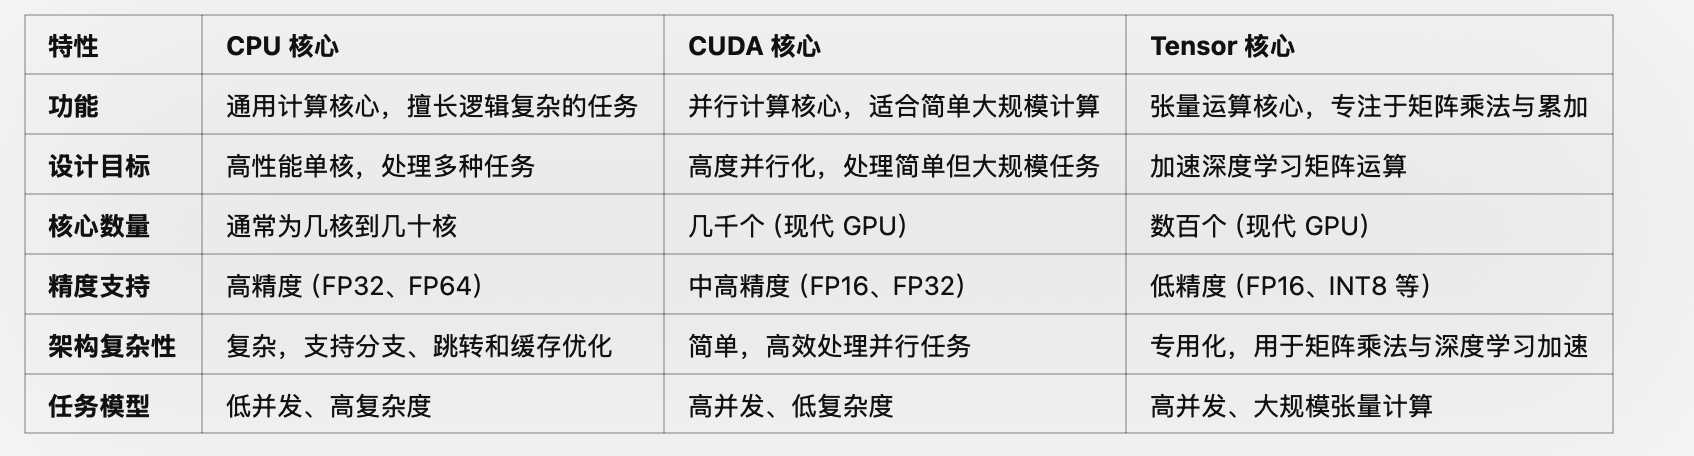 特性 CPU 核心 CUDA 核心 Tensor 核心
功能 通用计算核心，擅长逻辑复杂的任务 并行计算核心，适合简单大规模计算 张量运算核心，专注于矩阵乘法与累加
设计目标 高性能单核，处理多种任务 高度并行化，处理简单但大规模任务 加速深度学习矩阵运算
核心数量 通常为几核到几十核 几千个（现代 GPU） 数百个（现代 GPU）
精度支持 高精度（FP32、FP64） 中高精度（FP16、FP32） 低精度（FP16、INT8 等）
架构复杂性 复杂，支持分支、跳转和缓存优化 简单，高效处理并行任务 专用化，用于矩阵乘法与深度学习加速
任务模型 低并发、高复杂度 高并发、低复杂度 高并发、大规模张量计算